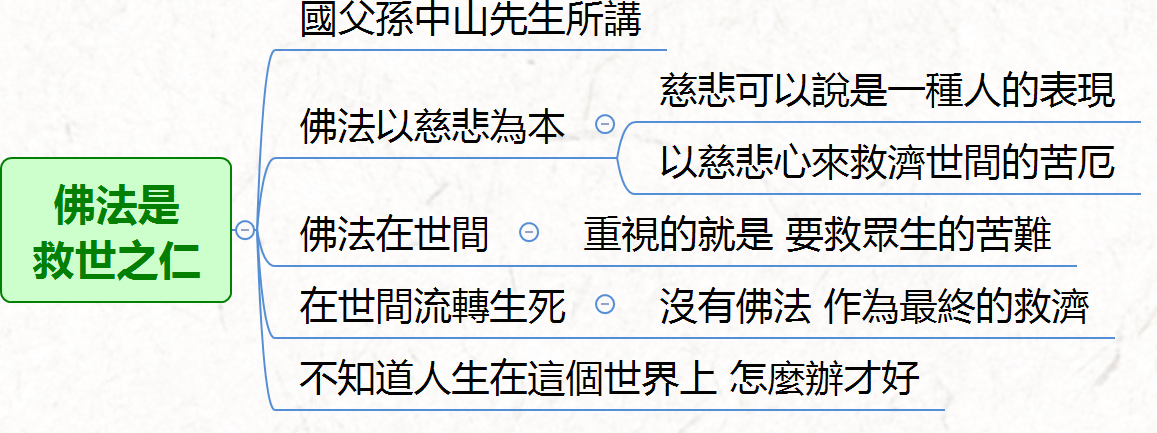 佛法是
救世之仁
國父孫中山先生所講
佛法以慈悲為本
慈悲可以說是一種人的表現
以慈悲心來救濟世間的苦厄
佛法在世間
重視的就是 要救眾生的苦難
在世間流轉生死
沒有佛法 作為最終的救濟
不知道人生在這個世界上 怎麼辦才好